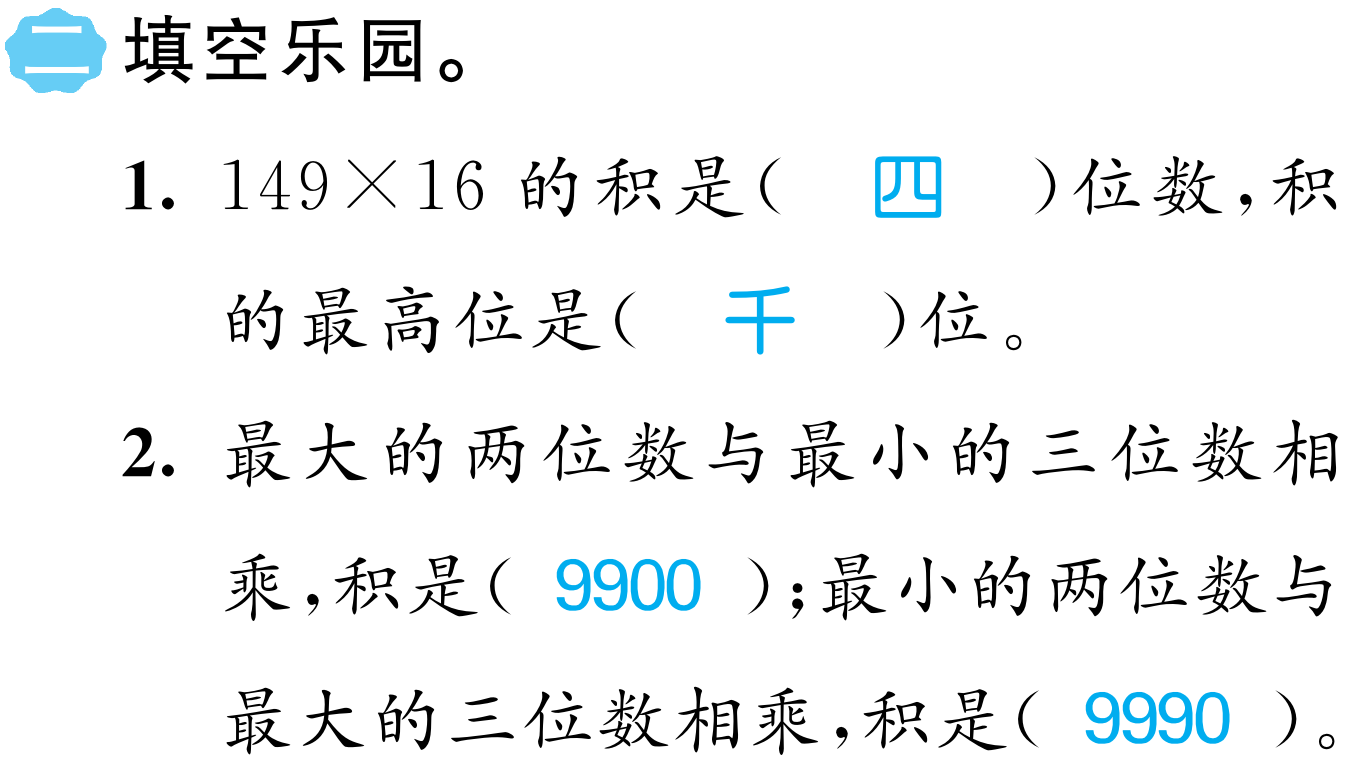 二 填空乐园。
1. 149×16 的积是( 四 )位数,积
的最高位是( 千 )位。
2. 最大的两位数与最小的三位数相
乘,积是( 9900 );最小的两位数与
最大的三位数相乘,积是( 9990 )。